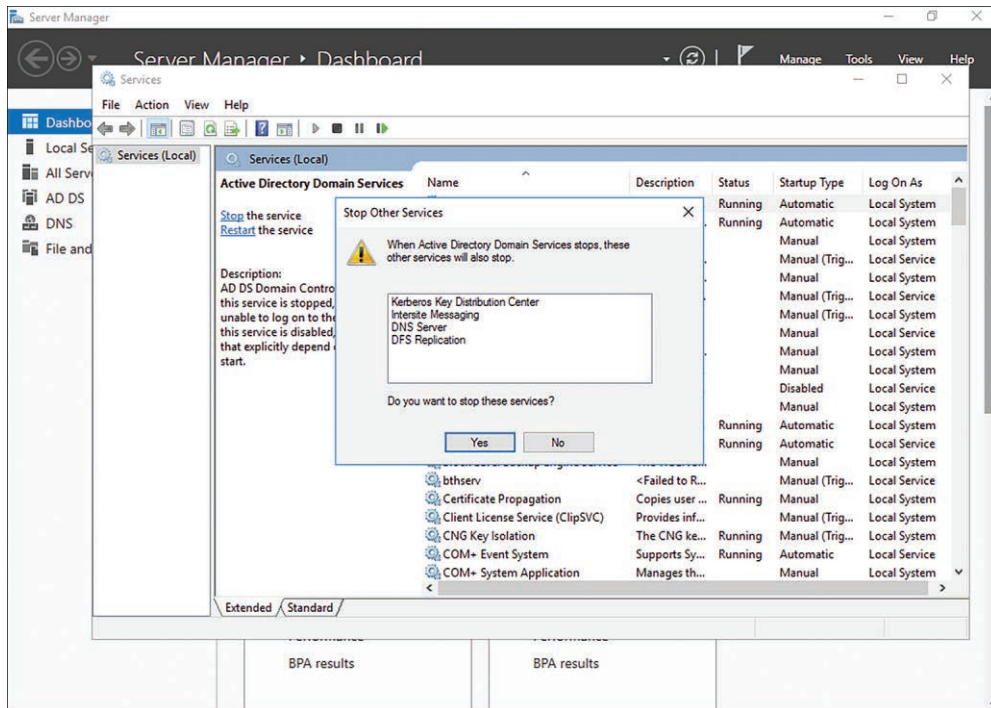 Server Manager
Server Manager • Dashboard
Manage Tools View Help
Services
File Action View Help
Dashbo
Local Se
All Serv
AD DS
DNS
File and
Services (Local)
Services (Local)
Active Directory Domain Services
Stop the service
Restart the service
Description:
AD DS Domain Contro
this service is stopped,
unable to log on to the
this service is disabled,
that explicitly depend
start.
Name Description Status Startup Type Log On As
Running Automatic Local System
Running Automatic Local System
Manual Local System
Manual (Trig... Local Service
Manual Local System
Manual (Trig... Local Service
Manual (Trig... Local System
Manual Local Service
Manual Local System
Manual Local System
Disabled Local Service
Manual Local System
Running Automatic Local System
Running Automatic Local Service
Manual Local System
bthserv <Failed to R... Manual (Trig... Local Service
Certificate Propagation Copies user ... Running Manual Local System
Client License Service (ClipSVC) Provides inf... Manual (Trig... Local System
CNG Key Isolation The CNG ke... Running Manual (Trig... Local System
COM+ Event System Supports Sy... Running Automatic Local Service
COM+ System Application Manages th... Manual Local System
Stop Other Services
When Active Directory Domain Services stops, these
other services will also stop.
Kerberos Key Distribution Center
Intersite Messaging
DNS Server
DFS Replication
Do you want to stop these services?
Yes No
Extended Standard
BPA results BPA results